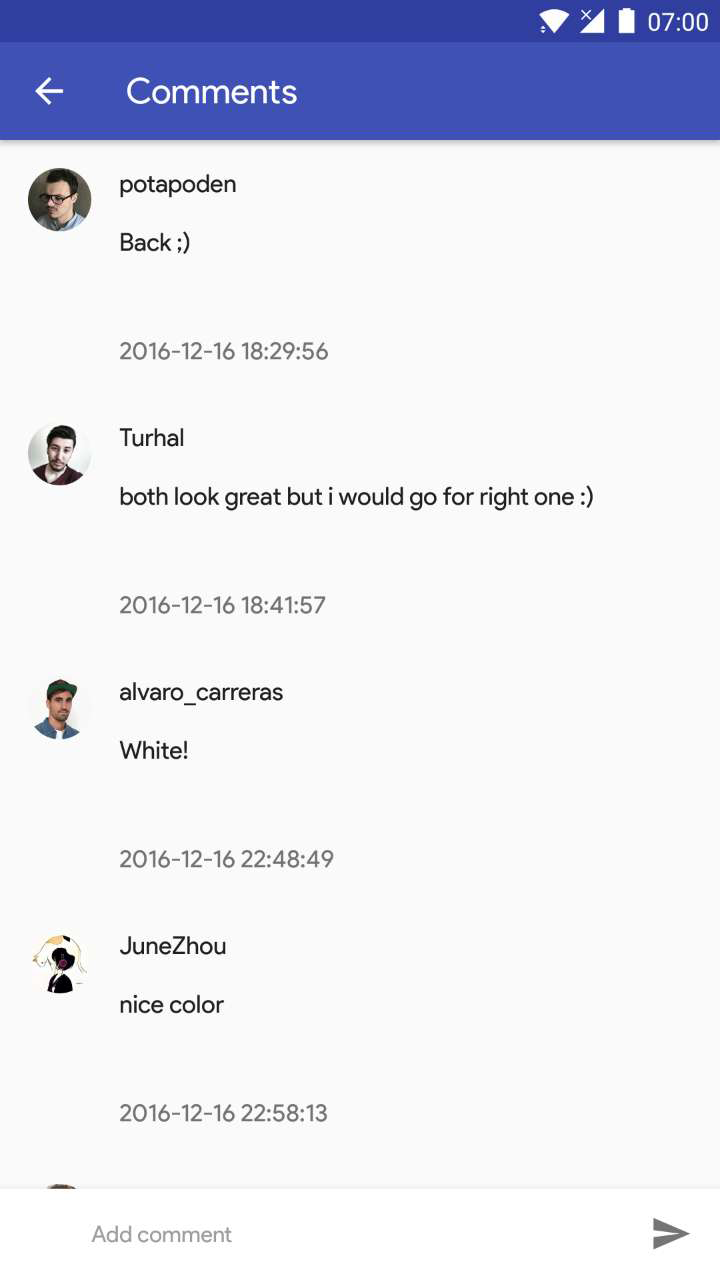 07:00
Comments
potapoden
Back ;)
2016-12-16 18:29:56
Turhal
both look great but i would go for right one :)
2016-12-16 18:41:57
alvaro_carreras
White!
2016-12-16 22:48:49
JuneZhou
nice color
2016-12-16 22:58:13
Add comment